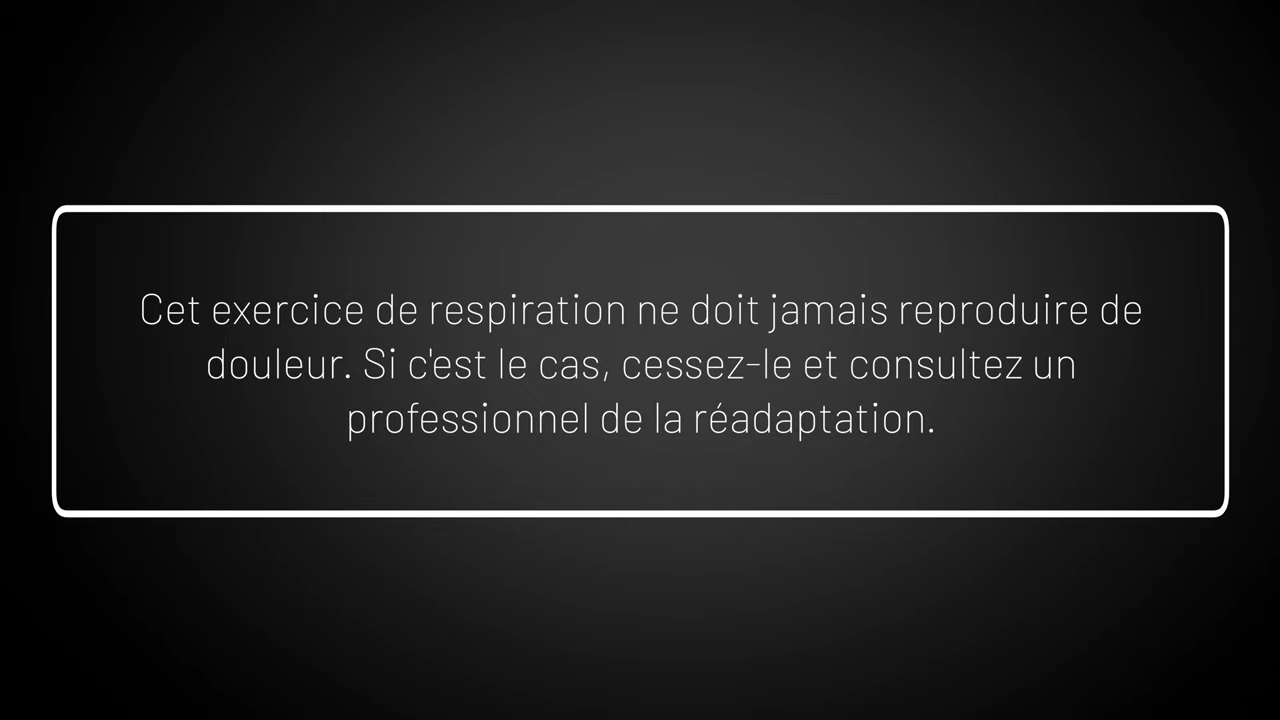 Cet exercice de respiration ne doit jamais reproduire de
douleur. Si c'est le cas, cessez-le et consultez un
professionnel de la réadaptation.